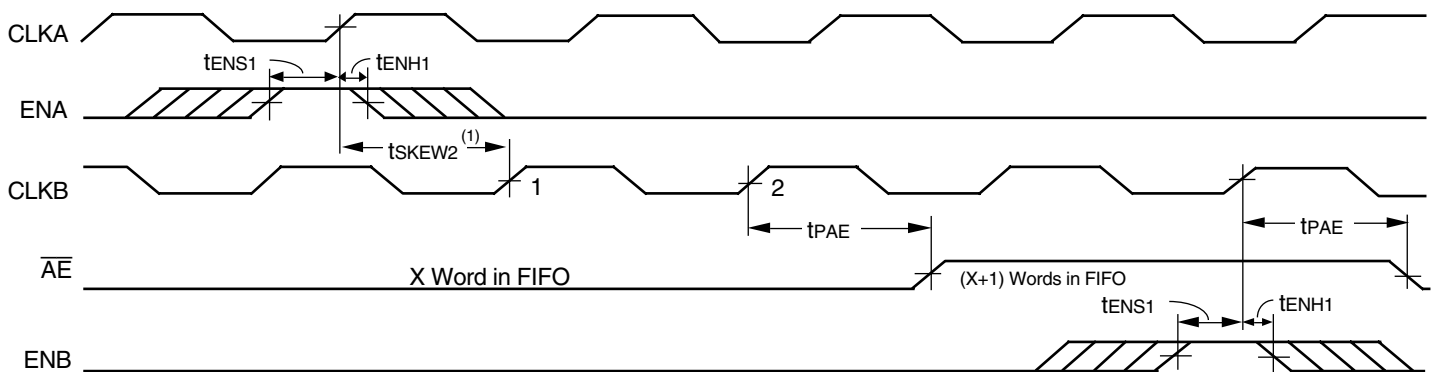 CLKA
tENS1
tENH1
ENA
tSKEW2 (1)
CLKB
1
2
tPAE
tPAE
AE
X Word in FIFO
(X+1) Words in FIFO
tENS1
tENH1
ENB